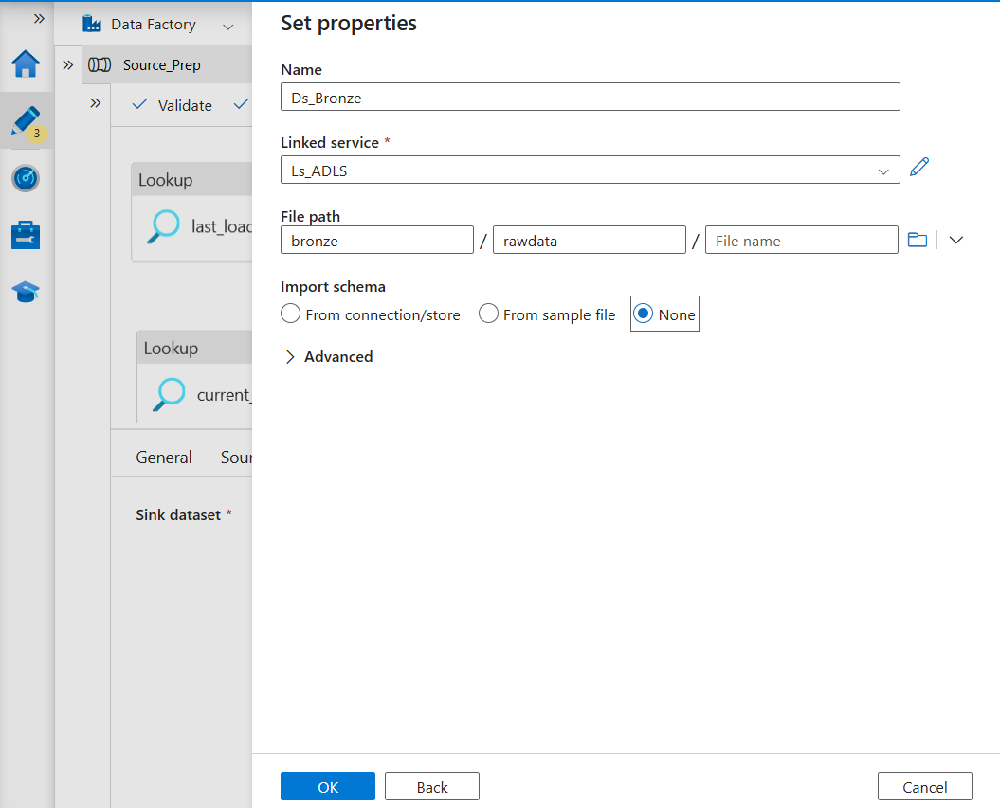 Data Factory
3
Source_Prep
Validate
Lookup
last_load
Lookup
current_
General
Sour
Sink dataset *
Set properties
Name
Ds_Bronze
Linked service *
Ls_ADLS
File path
bronze / rawdata / File name
Import schema
From connection/store
From sample file
None
Advanced
OK
Back
Cancel